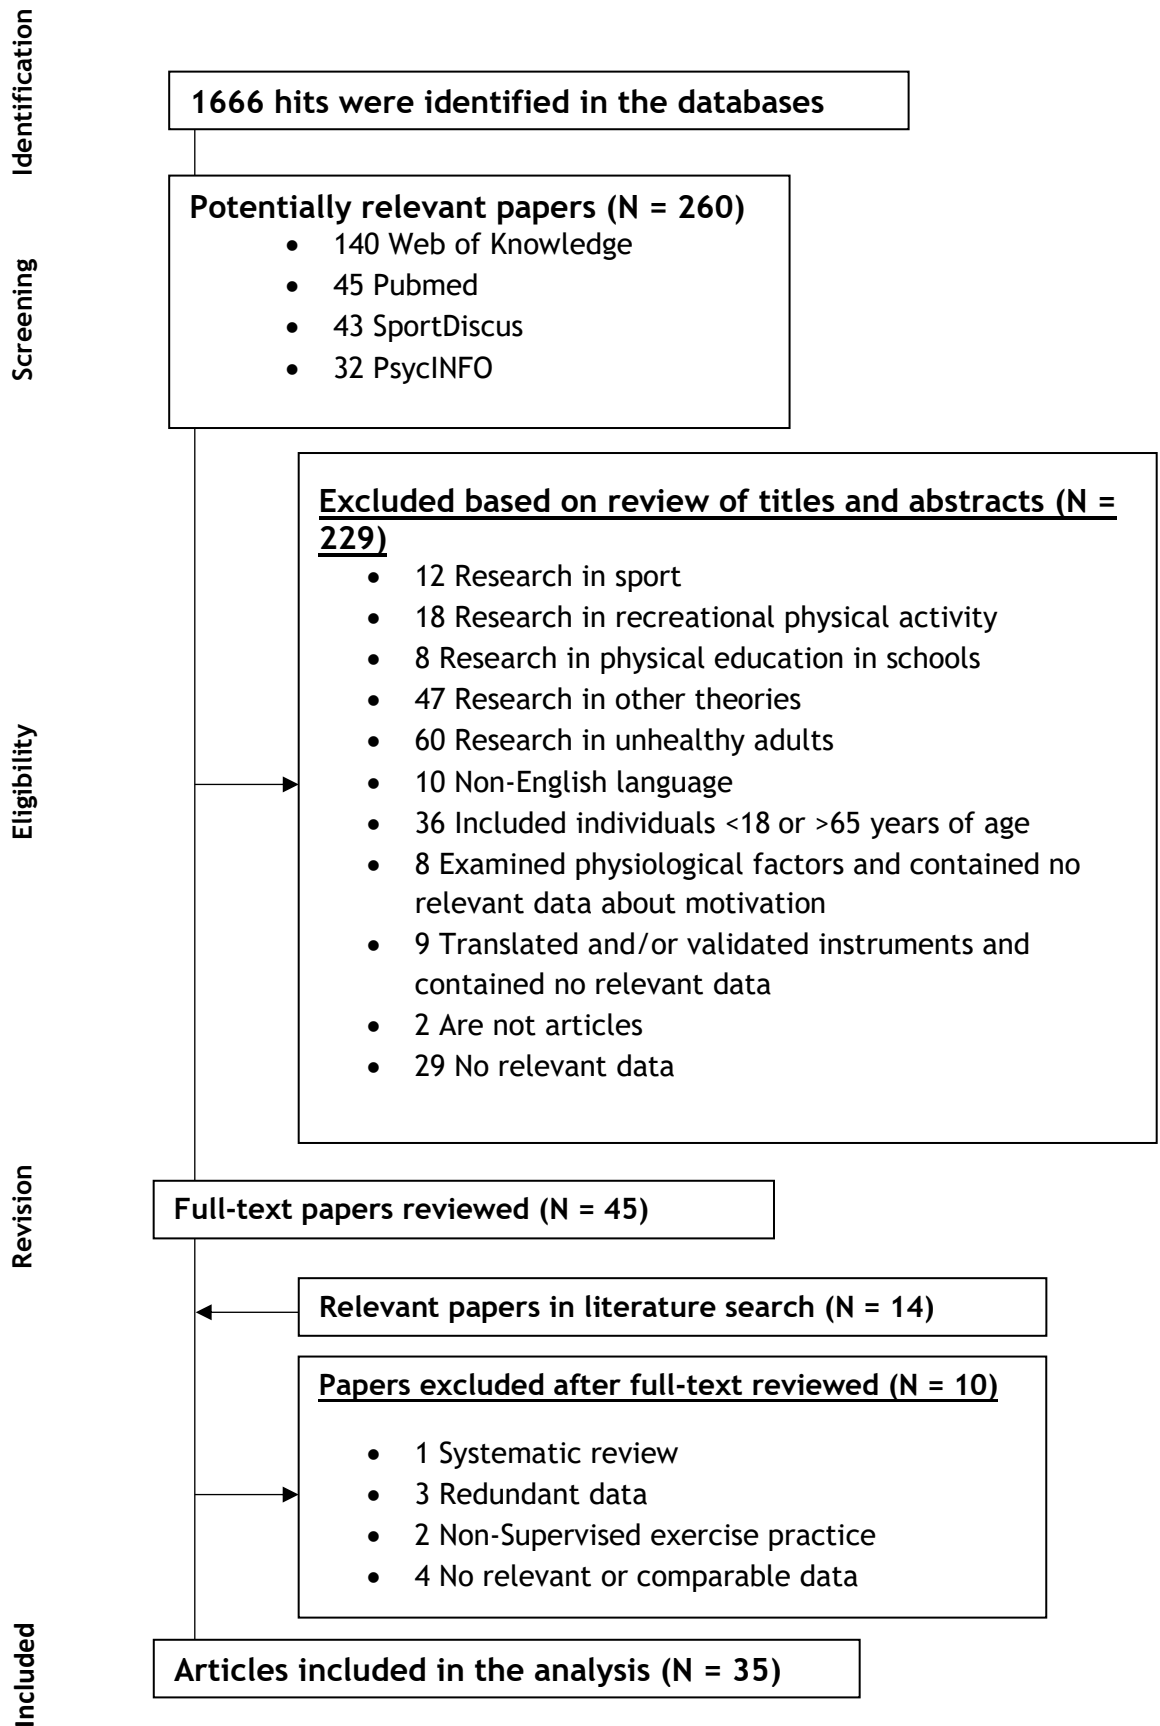 Identification
1666 hits were identified in the databases
Potentially relevant papers (N = 260)
• 140 Web of Knowledge
• 45 Pubmed
• 43 SportDiscus
• 32 PsycINFO
Screening
Excluded based on review of titles and abstracts (N =
229)
• 12 Research in sport
• 18 Research in recreational physical activity
• 8 Research in physical education in schools
• 47 Research in other theories
• 60 Research in unhealthy adults
• 10 Non-English language
• 36 Included individuals <18 or >65 years of age
• 8 Examined physiological factors and contained no
relevant data about motivation
• 9 Translated and/or validated instruments and
contained no relevant data
• 2 Are not articles
• 29 No relevant data
Eligibility
Revision
Full-text papers reviewed (N = 45)
Relevant papers in literature search (N = 14)
Papers excluded after full-text reviewed (N = 10)
• 1 Systematic review
• 3 Redundant data
• 2 Non-Supervised exercise practice
• 4 No relevant or comparable data
Included
Articles included in the analysis (N = 35)